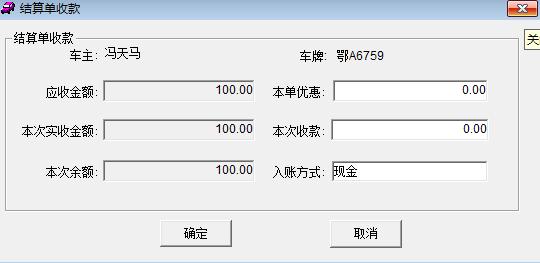 结算单收款
关
结算单收款
车主: 冯天马 车牌: 鄂A6759
应收金额: 100.00 本单优惠: 0.00
本次实收金额: 100.00 本次收款: 0.00
本次余额: 100.00 入账方式: 现金
确定 取消